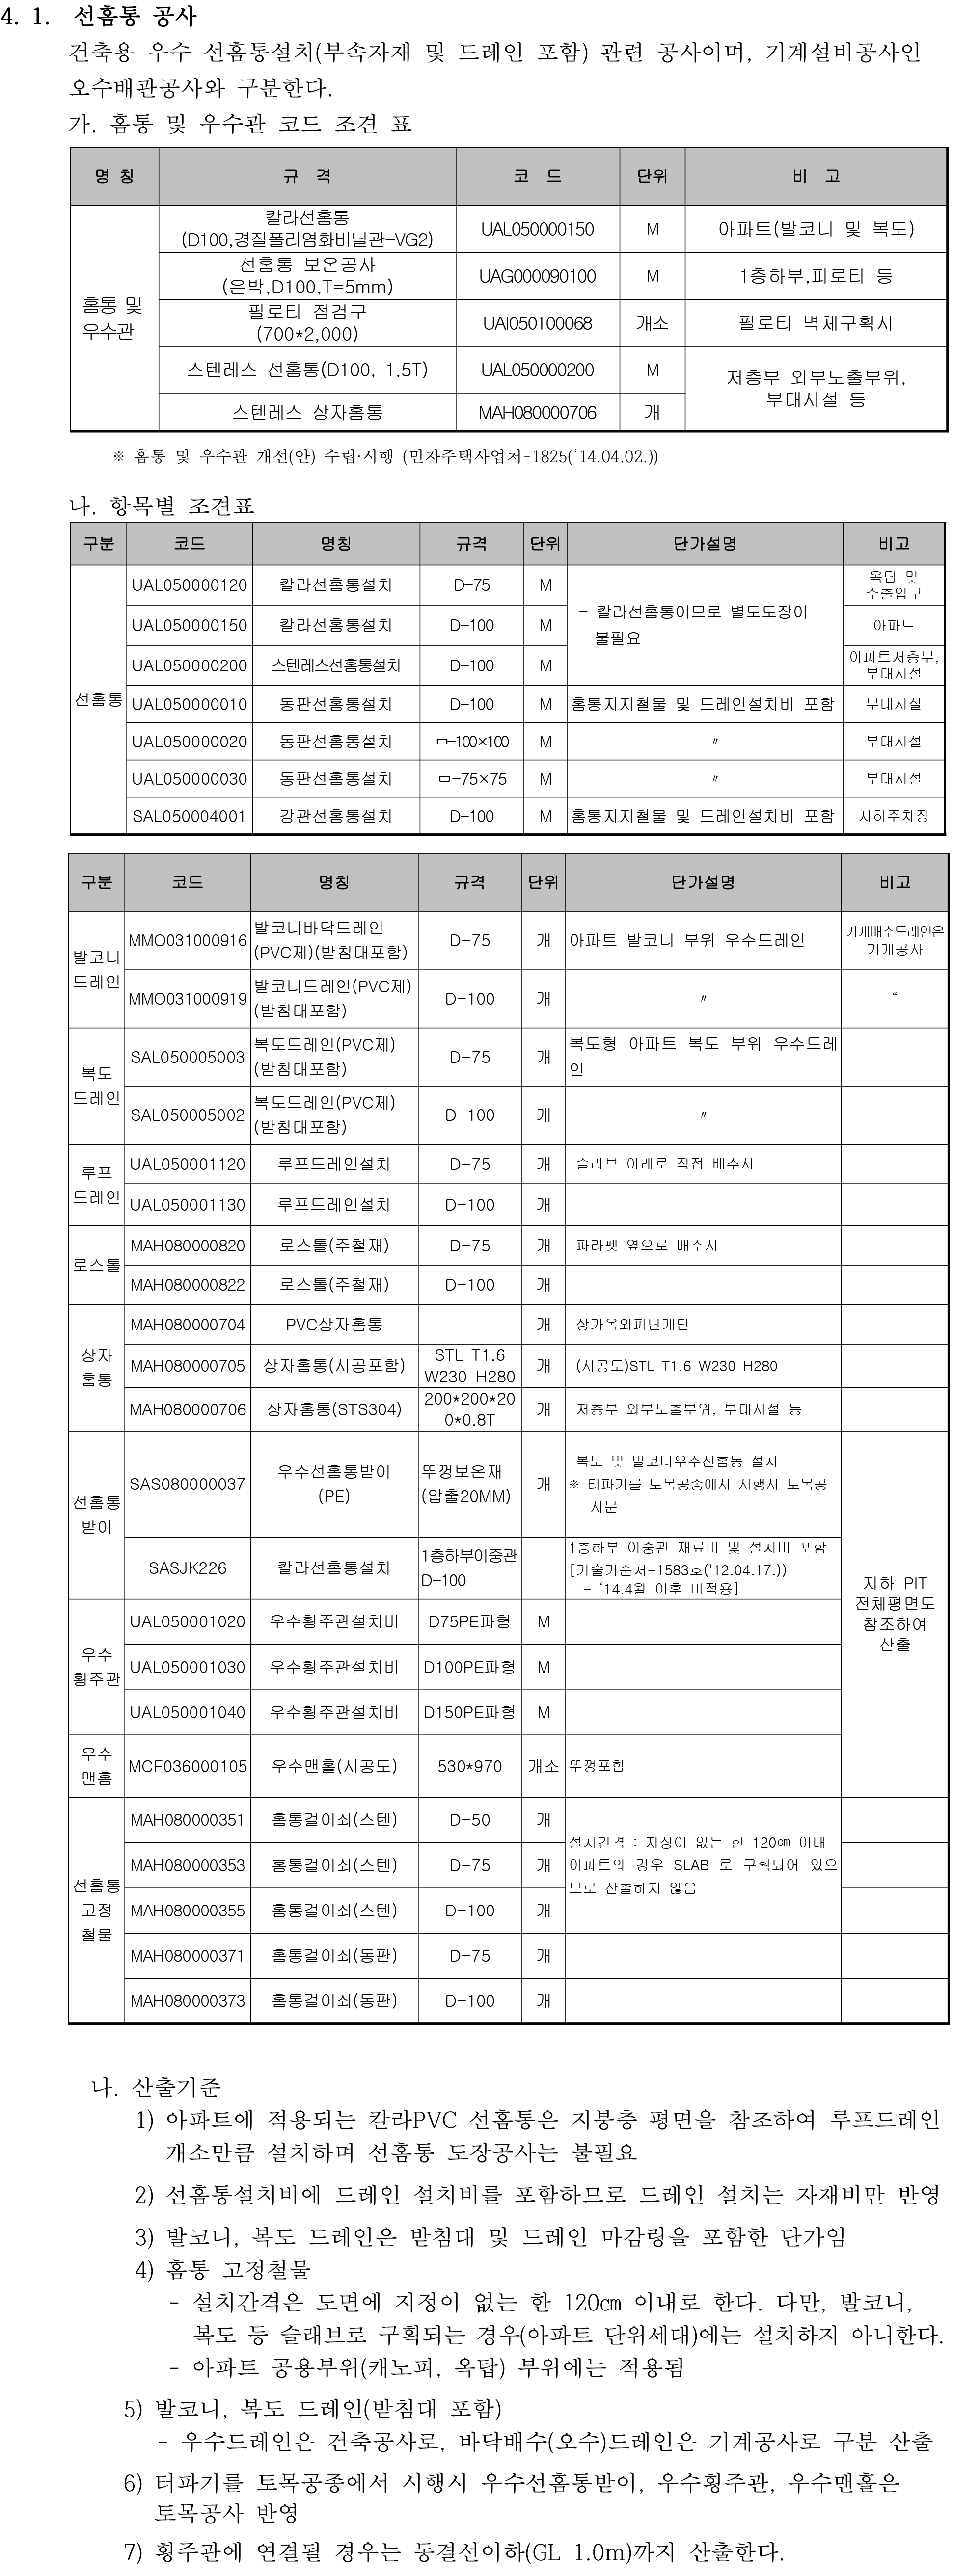 4. 1. 선홈통 공사
건축용 우수 선홈통설치(부속자재 및 드레인 포함) 관련 공사이며, 기계설비공사인
오수배관공사와 구분한다.
가. 홈통 및 우수관 코드 조견 표
명 칭 규 격 코 드 단위 비 고
홈통 및
우수관
칼라선홈통
(D100,경질폴리염화비닐관-VG2) UAL050000150 M 아파트(발코니 및 복도)
선홈통 보온공사
(은박,D100,T=5mm) UAG000090100 M 1층하부,피로티 등
필로티 점검구
(700*2,000) UAI050100068 개소 필로티 벽체구획시
스텐레스 선홈통(D100, 1.5T) UAL050000200 M
저층부 외부노출부위,
부대시설 등
스텐레스 상자홈통 MAH080000706 개
※ 홈통 및 우수관 개선(안) 수립·시행 (민자주택사업처-1825(‘14.04.02.))
나. 항목별 조견표
구분 코드 명칭 규격 단위 단가설명 비고
선홈통
UAL050000120 칼라선홈통설치 D-75 M
- 칼라선홈통이므로 별도도장이
불필요
옥탑 및
주출입구
UAL050000150 칼라선홈통설치 D-100 M 아파트
UAL050000200 스텐레스선홈통설치 D-100 M
아파트저층부,
부대시설
UAL050000010 동판선홈통설치 D-100 M 홈통지지철물 및 드레인설치비 포함 부대시설
UAL050000020 동판선홈통설치 ㅁ-100×100 M 〃 부대시설
UAL050000030 동판선홈통설치 ㅁ-75×75 M 〃 부대시설
SAL050004001 강관선홈통설치 D-100 M 홈통지지철물 및 드레인설치비 포함 지하주차장
구분 코드 명칭 규격 단위 단가설명 비고
발코니
드레인
MMO031000916 발코니바닥드레인
(PVC제)(받침대포함) D-75 개 아파트 발코니 부위 우수드레인
기계배수드레인은
기계공사
MMO031000919 발코니드레인(PVC제)
(받침대포함) D-100 개 〃 “
복도
드레인
SAL050005003 복도드레인(PVC제)
(받침대포함) D-75 개 복도형 아파트 복도 부위 우수드레
인
SAL050005002 복도드레인(PVC제)
(받침대포함) D-100 개 〃
루프
드레인
UAL050001120 루프드레인설치 D-75 개 슬라브 아래로 직접 배수시
UAL050001130 루프드레인설치 D-100 개
로스톨
MAH080000820 로스톨(주철재) D-75 개 파라펫 옆으로 배수시
MAH080000822 로스톨(주철재) D-100 개
상자
홈통
MAH080000704 PVC상자홈통 개 상가옥외피난계단
MAH080000705 상자홈통(시공포함) STL T1.6
W230 H280 개 (시공도)STL T1.6 W230 H280
MAH080000706 상자홈통(STS304) 200*200*20
0*0.8T 개 저층부 외부노출부위, 부대시설 등
선홈통
받이
SAS080000037 우수선홈통받이
(PE)
뚜껑보온재
(압출20MM) 개
복도 및 발코니우수선홈통 설치
※ 터파기를 토목공종에서 시행시 토목공
사분
지하 PIT
전체평면도
참조하여
산출
SASJK226 칼라선홈통설치
1층하부이중관
D-100
1층하부 이중관 재료비 및 설치비 포함
[기술기준처-1583호('12.04.17.))
- ‘14.4월 이후 미적용]
우수
횡주관
UAL050001020 우수횡주관설치비 D75PE파형 M
UAL050001030 우수횡주관설치비 D100PE파형 M
UAL050001040 우수횡주관설치비 D150PE파형 M
우수
맨홈
MCF036000105 우수맨홀(시공도) 530*970 개소 뚜껑포함
선홈통
고정
철물
MAH080000351 홈통걸이쇠(스텐) D-50 개
설치간격 : 지정이 없는 한 120㎝ 이내
아파트의 경우 SLAB 로 구획되어 있으
므로 산출하지 않음
MAH080000353 홈통걸이쇠(스텐) D-75 개
MAH080000355 홈통걸이쇠(스텐) D-100 개
MAH080000371 홈통걸이쇠(동판) D-75 개
MAH080000373 홈통걸이쇠(동판) D-100 개
나. 산출기준
1) 아파트에 적용되는 칼라PVC 선홈통은 지붕층 평면을 참조하여 루프드레인
개소만큼 설치하며 선홈통 도장공사는 불필요
2) 선홈통설치비에 드레인 설치비를 포함하므로 드레인 설치는 자재비만 반영
3) 발코니, 복도 드레인은 받침대 및 드레인 마감링을 포함한 단가임
4) 홈통 고정철물
- 설치간격은 도면에 지정이 없는 한 120㎝ 이내로 한다. 다만, 발코니,
복도 등 슬래브로 구획되는 경우(아파트 단위세대)에는 설치하지 아니한다.
- 아파트 공용부위(캐노피, 옥탑) 부위에는 적용됨
5) 발코니, 복도 드레인(받침대 포함)
- 우수드레인은 건축공사로, 바닥배수(오수)드레인은 기계공사로 구분 산출
6) 터파기를 토목공종에서 시행시 우수선홈통받이, 우수횡주관, 우수맨홀은
토목공사 반영
7) 횡주관에 연결될 경우는 동결선이하(GL 1.0m)까지 산출한다.